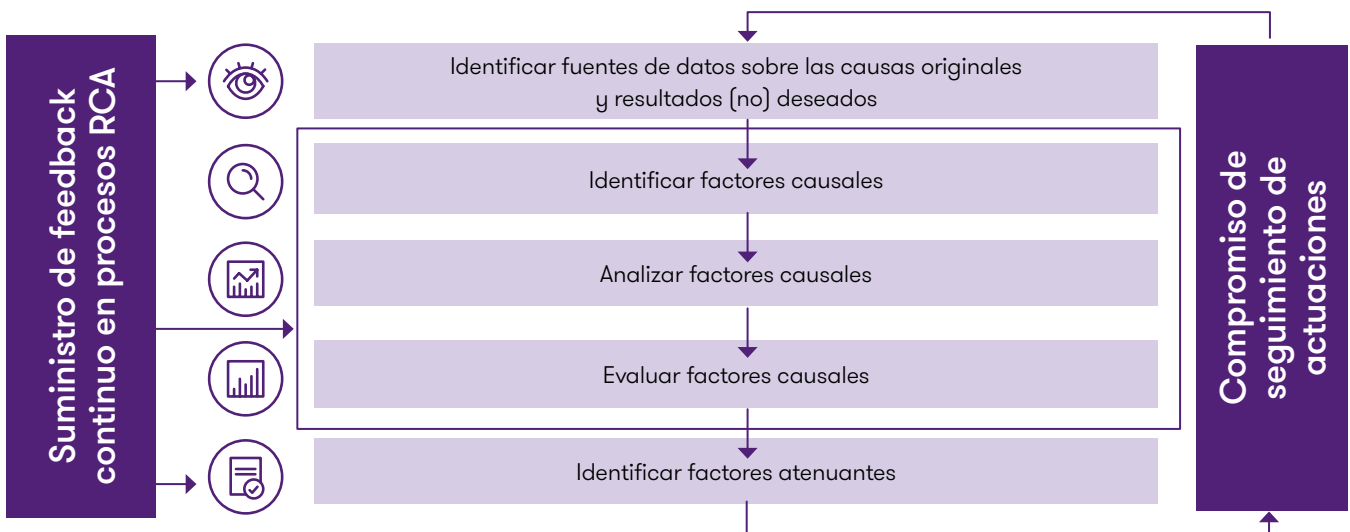 Suministro de feedback
continuo en procesos RCA
Identificar fuentes de datos sobre las causas originales
y resultados (no) deseados
Identificar factores causales
Analizar factores causales
Evaluar factores causales
Identificar factores atenuantes
Compromiso de
seguimiento de
actuaciones